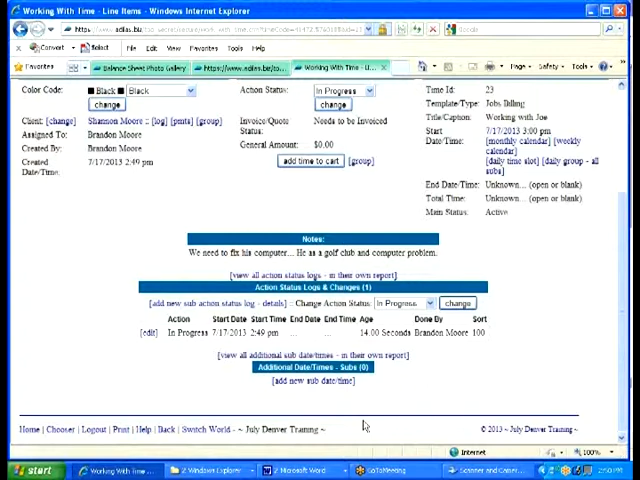 Working With Time - Line Items - Windows Internet Explorer
Google
Convert Select File Edit View Favorites Tools Help
Favorites Balance Sheet Photo Gallery https://www.adilas.biz/to... Working With Time - Li... Page Safety Tools
Color Code: Black Black Action Status: In Progress Time Id: 23
change change Template/Type: Jobs Billing
Client: [change] Shannon Moore :: [log] [pmts] [group] Invoice/Quote Status: Needs to be Invoiced Title/Caption: Working with Joe
Assigned To: Brandon Moore Start Date/Time: 7/17/2013 3:00 pm
Created By: Brandon Moore General Amount: $0.00 [monthly calendar] [weekly calendar]
Created Date/Time: 7/17/2013 2:49 pm add time to cart [group] [daily time slot] [daily group - all subs]
End Date/Time: Unknown... (open or blank)
Total Time: Unknown... (open or blank)
Main Status: Active
Notes:
We need to fix his computer... He as a golf club and computer problem.
[view all action status logs - in their own report]
Action Status Logs & Changes (1)
[add new sub action status log - details] :: Change Action Status: In Progress change
Action Start Date Start Time End Date End Time Age Done By Sort
[edit] In Progress 7/17/2013 2:49 pm ... ... 14.00 Seconds Brandon Moore 100
[view all additional sub date/times - in their own report]
Additional Date/Times - Subs (0)
[add new sub date/time]
Home | Chooser | Logout | Print | Help | Back | Switch World - ~ July Denver Training ~ © 2013 ~ July Denver Training ~
Internet 100%
start Working With Time ... 2 Windows Explorer 2 Microsoft Word GoToMeeting Scanner and Camer... 2:50 PM